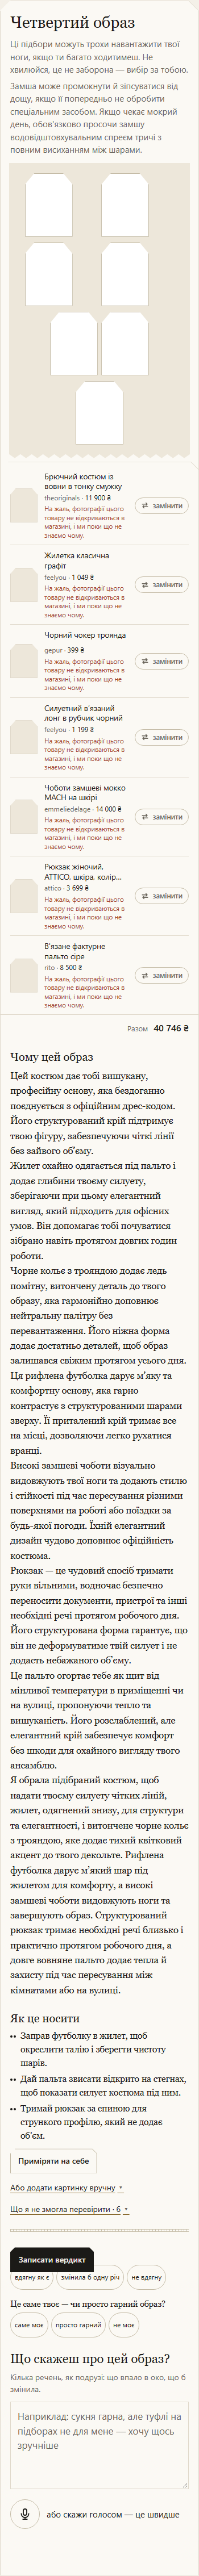 Четвертий образ
Ці підбори можуть трохи навантажити твої
ноги, якщо ти багато ходитимеш. Не
хвилюйся, це не заборона — вибір за тобою.
Замша може промокнути й зіпсуватися від
дощу, якщо її попередньо не обробити
спеціальним засобом. Якщо чекає мокрий
день, обов'язково просочи замшу
водовідштовхувальним спреєм тричі з
повним висиханням між шарами.
Брючний костюм із
вовни в тонку смужку
theoriginals · 11 900 ₴
На жаль, фотографії цього
товару не відкриваються в
магазині, і ми поки що не
знаємо чому.
⇄ замінити
Жилетка класична
графіт
feelyou · 1 049 ₴
На жаль, фотографії цього
товару не відкриваються в
магазині, і ми поки що не
знаємо чому.
⇄ замінити
Чорний чокер троянда
gepur · 399 ₴
На жаль, фотографії цього
товару не відкриваються в
магазині, і ми поки що не
знаємо чому.
⇄ замінити
Силуетний в'язаний
лонг в рубчик чорний
feelyou · 1 199 ₴
На жаль, фотографії цього
товару не відкриваються в
магазині, і ми поки що не
знаємо чому.
⇄ замінити
Чоботи замшеві мокко
MACH на шкірі
emmeliedelage · 14 000 ₴
На жаль, фотографії цього
товару не відкриваються в
магазині, і ми поки що не
знаємо чому.
⇄ замінити
Рюкзак жіночий,
ATTICO, шкіра, колір...
attico · 3 699 ₴
На жаль, фотографії цього
товару не відкриваються в
магазині, і ми поки що не
знаємо чому.
⇄ замінити
В'язане фактурне
пальто сіре
rito · 8 500 ₴
На жаль, фотографії цього
товару не відкриваються в
магазині, і ми поки що не
знаємо чому.
⇄ замінити
Разом 40 746 ₴
Чому цей образ
Цей костюм дає тобі вишукану,
професійну основу, яка бездоганно
поєднується з офіційним дрес-кодом.
Його структурований крій підтримує
твою фігуру, забезпечуючи чіткі лінії
без зайвого об'єму.
Жилет охайно одягається під пальто і
додає глибини твоєму силуету,
зберігаючи при цьому елегантний
вигляд, який підходить для офісних
умов. Він допомагає тобі почуватися
зібрано навіть протягом довгих годин
роботи.
Чорне кольє з трояндою додає ледь
помітну, витончену деталь до твого
образу, яка гармонійно доповнює
нейтральну палітру без
перевантаження. Його ніжна форма
додає достатньо деталей, щоб образ
залишався свіжим протягом усього дня.
Ця рифлена футболка дарує м'яку та
комфортну основу, яка гарно
контрастує з структурованими шарами
зверху. Її приталений крій тримає все
на місці, дозволяючи легко рухатися
вранці.
Високі замшеві чоботи візуально
видовжують твої ноги та додають стилю
і стійкості під час пересування різними
поверхнями на роботі або поїздки за
будь-якої погоди. Їхній елегантний
дизайн чудово доповнює офіційність
костюма.
Рюкзак — це чудовий спосіб тримати
руки вільними, водночас безпечно
переносити документи, пристрої та інші
необхідні речі протягом робочого дня.
Його структурована форма гарантує, що
він не деформуватиме твій силует і не
додасть небажаного об'єму.
Це пальто огортає тебе як щит від
мінливої температури в приміщенні чи
на вулиці, пропонуючи тепло та
вишуканість. Його розслаблений, але
елегантний крій забезпечує комфорт
без шкоди для охайного вигляду твого
ансамблю.
Я обрала підібраний костюм, щоб
надати твоєму силуету чітких ліній,
жилет, одягнений знизу, для структури
та елегантності, і витончене чорне кольє
з трояндою, яке додає тихий квітковий
акцент до твого декольте. Рифлена
футболка дарує м'який шар під
жилетом для комфорту, а високі
замшеві чоботи видовжують ноги та
завершують образ. Структурований
рюкзак тримає необхідні речі близько і
практично протягом робочого дня, а
довге вовняне пальто додає тепла й
захисту під час пересування між
кімнатами або на вулиці.
Як це носити
•• Заправ футболку в жилет, щоб
окреслити талію і зберегти чистоту
шарів.
•• Дай пальта звисати відкрито на стегнах,
щоб показати силует костюма під ним.
•• Тримай рюкзак за спиною для
стрункого профілю, який не додає
об'єм.
Приміряти на себе
Або додати картинку вручну
Що я не змогла перевірити · 6
Записати вердикт
вдягну як є
змінила б одну річ
не вдягну
Це саме твоє — чи просто гарний образ?
саме моє
просто гарний
не моє
Що скажеш про цей образ?
Кілька речень, як подрузі: що впало в око, що б
змінила.
Наприклад: сукня гарна, але туфлі на
підборах не для мене — хочу щось
зручніше
або скажи голосом — це швидше